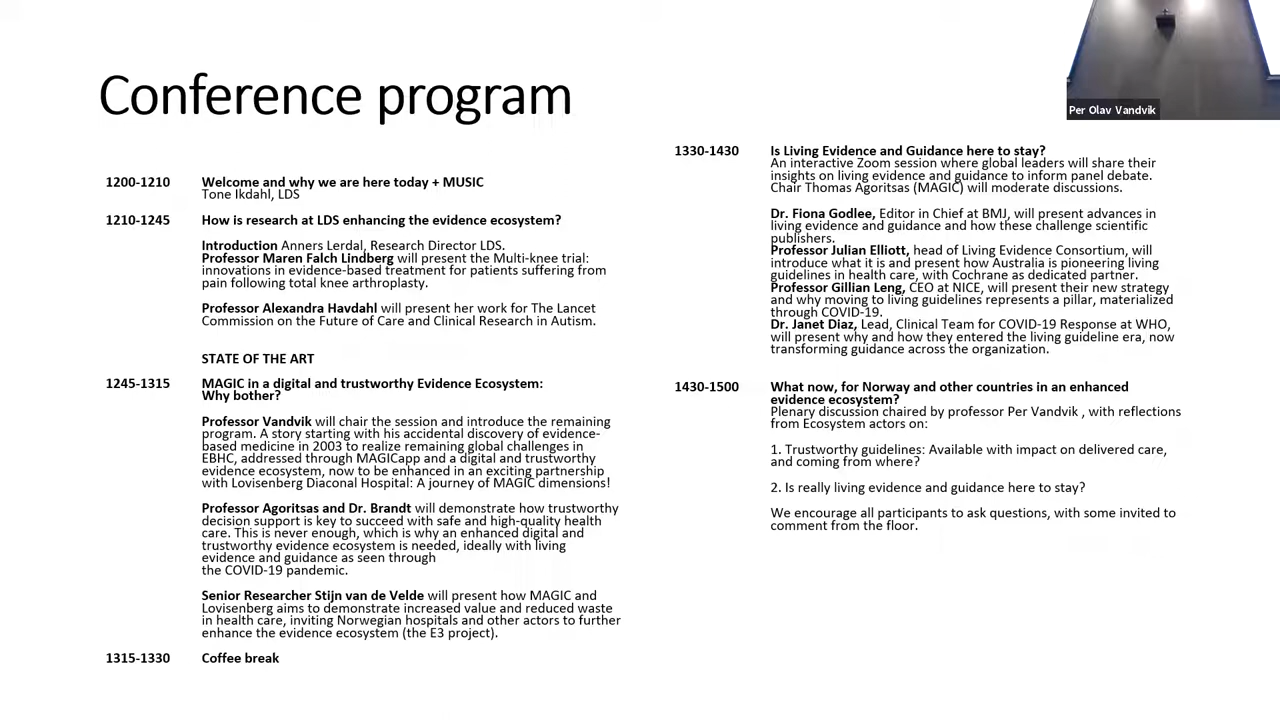 Conference program
Per Olav Vandvik
1200-1210 Welcome and why we are here today + MUSIC
Tone Ikdahl, LDS
1210-1245 How is research at LDS enhancing the evidence ecosystem?
Introduction Anners Lerdal, Research Director LDS.
Professor Maren Falch Lindberg will present the Multi-knee trial:
innovations in evidence-based treatment for patients suffering from
pain following total knee arthroplasty.
Professor Alexandra Havdahl will present her work for The Lancet
Commission on the Future of Care and Clinical Research in Autism.
STATE OF THE ART
1245-1315 MAGIC in a digital and trustworthy Evidence Ecosystem:
Why bother?
Professor Vandvik will chair the session and introduce the remaining
program. A story starting with his accidental discovery of evidence-
based medicine in 2003 to realize remaining global challenges in
EBHC, addressed through MAGICapp and a digital and trustworthy
evidence ecosystem, now to be enhanced in an exciting partnership
with Lovisenberg Diaconal Hospital: A journey of MAGIC dimensions!
Professor Agoritsas and Dr. Brandt will demonstrate how trustworthy
decision support is key to succeed with safe and high-quality health
care. This is never enough, which is why an enhanced digital and
trustworthy evidence ecosystem is needed, ideally with living
evidence and guidance as seen through
the COVID-19 pandemic.
Senior Researcher Stijn van de Velde will present how MAGIC and
Lovisenberg aims to demonstrate increased value and reduced waste
in health care, inviting Norwegian hospitals and other actors to further
enhance the evidence ecosystem (the E3 project).
1315-1330 Coffee break
1330-1430 Is Living Evidence and Guidance here to stay?
An interactive Zoom session where global leaders will share their
insights on living evidence and guidance to inform panel debate.
Chair Thomas Agoritsas (MAGIC) will moderate discussions.
Dr. Fiona Godlee, Editor in Chief at BMJ, will present advances in
living evidence and guidance and how these challenge scientific
publishers.
Professor Julian Elliott, head of Living Evidence Consortium, will
introduce what it is and present how Australia is pioneering living
guidelines in health care, with Cochrane as dedicated partner.
Professor Gillian Leng, CEO at NICE, will present their new strategy
and why moving to living guidelines represents a pillar, materialized
through COVID-19.
Dr. Janet Diaz, Lead, Clinical Team for COVID-19 Response at WHO,
will present why and how they entered the living guideline era, now
transforming guidance across the organization.
1430-1500 What now, for Norway and other countries in an enhanced
evidence ecosystem?
Plenary discussion chaired by professor Per Vandvik , with reflections
from Ecosystem actors on:
1. Trustworthy guidelines: Available with impact on delivered care,
and coming from where?
2. Is really living evidence and guidance here to stay?
We encourage all participants to ask questions, with some invited to
comment from the floor.